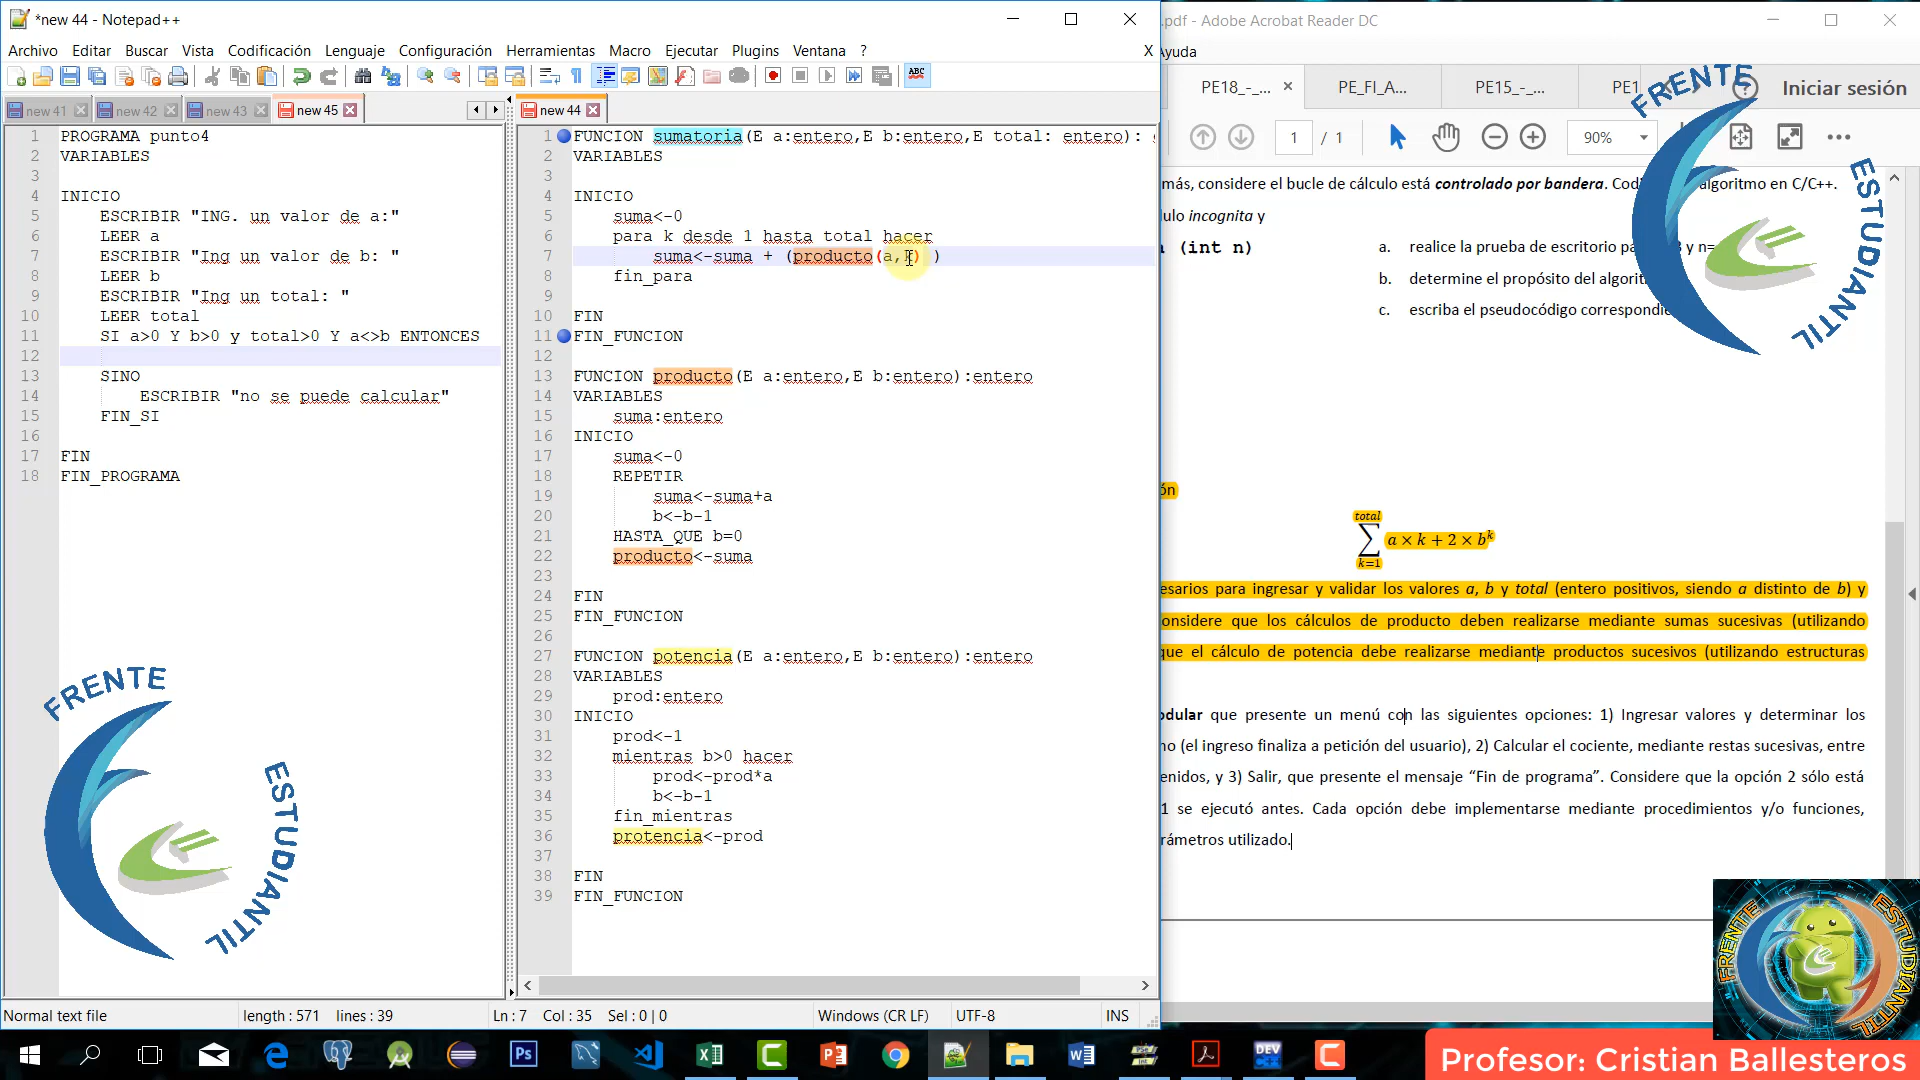 *new 44 - Notepad++
Archivo Editar Buscar Vista Codificación Lenguaje Configuración Herramientas Macro Ejecutar Plugins Ventana ? X
new 41 new 42 new 43 new 45
1 PROGRAMA punto4
2 VARIABLES
3
4 INICIO
5 ESCRIBIR "ING. un valor de a:"
6 LEER a
7 ESCRIBIR "Ing un valor de b: "
8 LEER b
9 ESCRIBIR "Ing un total: "
10 LEER total
11 SI a>0 Y b>0 y total>0 Y a<>b ENTONCES
12
13 SINO
14 ESCRIBIR "no se puede calcular"
15 FIN_SI
16
17 FIN
18 FIN_PROGRAMA
new 44
1 FUNCION sumatoria(E a:entero,E b:entero,E total: entero):
2 VARIABLES
3
4 INICIO
5 suma<-0
6 para k desde 1 hasta total hacer
7 suma<-suma + (producto(a, ) )
8 fin_para
9
10 FIN
11 FIN_FUNCION
12
13 FUNCION producto(E a:entero,E b:entero):entero
14 VARIABLES
15 suma:entero
16 INICIO
17 suma<-0
18 REPETIR
19 suma<-suma+a
20 b<-b-1
21 HASTA_QUE b=0
22 producto<-suma
23
24 FIN
25 FIN_FUNCION
26
27 FUNCION potencia(E a:entero,E b:entero):entero
28 VARIABLES
29 prod:entero
30 INICIO
31 prod<-1
32 mientras b>0 hacer
33 prod<-prod*a
34 b<-b-1
35 fin_mientras
36 protencia<-prod
37
38 FIN
39 FIN_FUNCION
Normal text file length : 571 lines : 39 Ln : 7 Col : 35 Sel : 0 | 0 Windows (CR LF) UTF-8 INS
.pdf - Adobe Acrobat Reader DC
Ayuda
PE18_-_... PE_FI_A... PE15_-_... PE1 Iniciar sesión
1 / 1 90%
más, considere el bucle de cálculo está controlado por bandera. algoritmo en C/C++.
incognita y
(int n)
a. realice la prueba de escritorio y n=
b. determine el propósito del
c. escriba el pseudocódigo
ón
total
∑ a × k + 2 × b^k
k=1
esarios para ingresar y validar los valores a, b y total (entero positivos, siendo a distinto de b) y
onsidere que los cálculos de producto deben realizarse mediante sumas sucesivas (utilizando
que el cálculo de potencia debe realizarse mediante productos sucesivos (utilizando estructuras
odular que presente un menú con las siguientes opciones: 1) Ingresar valores y determinar los
no (el ingreso finaliza a petición del usuario), 2) Calcular el cociente, mediante restas sucesivas, entre
enidos, y 3) Salir, que presente el mensaje “Fin de programa”. Considere que la opción 2 sólo está
1 se ejecutó antes. Cada opción debe implementarse mediante procedimientos y/o funciones,
rámetros utilizado.
FRENTE ESTUDIANTIL
FRENTE ESTUDIANTIL
FRENTE ESTUDIANTIL
Profesor: Cristian Ballesteros